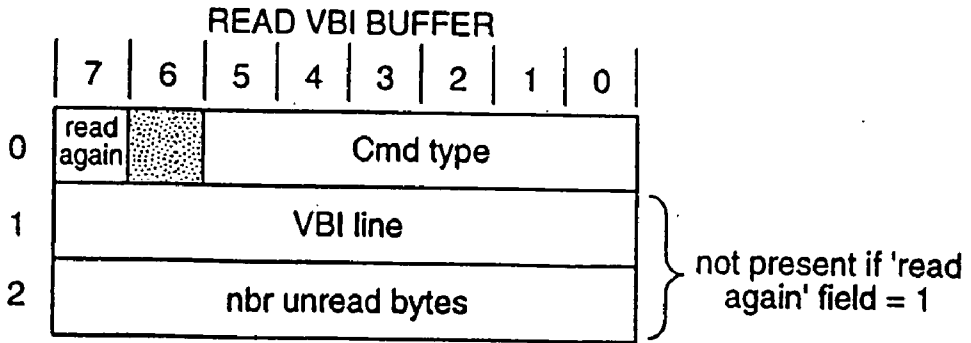 READ VBI BUFFER
7 6 5 4 3 2 1 0
0 read again Cmd type
1 VBI line
2 nbr unread bytes
not present if 'read
again' field = 1